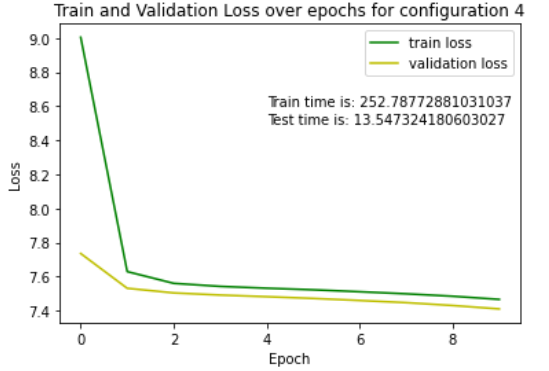 Train and Validation Loss over epochs for configuration 4
9.0
train loss
8.8
validation loss
8.6
Train time is: 252.78772881031037
Test time is: 13.547324180603027
8.4
8.2
Loss
8.0
7.8
7.6
7.4
0
2
4
6
8
Epoch